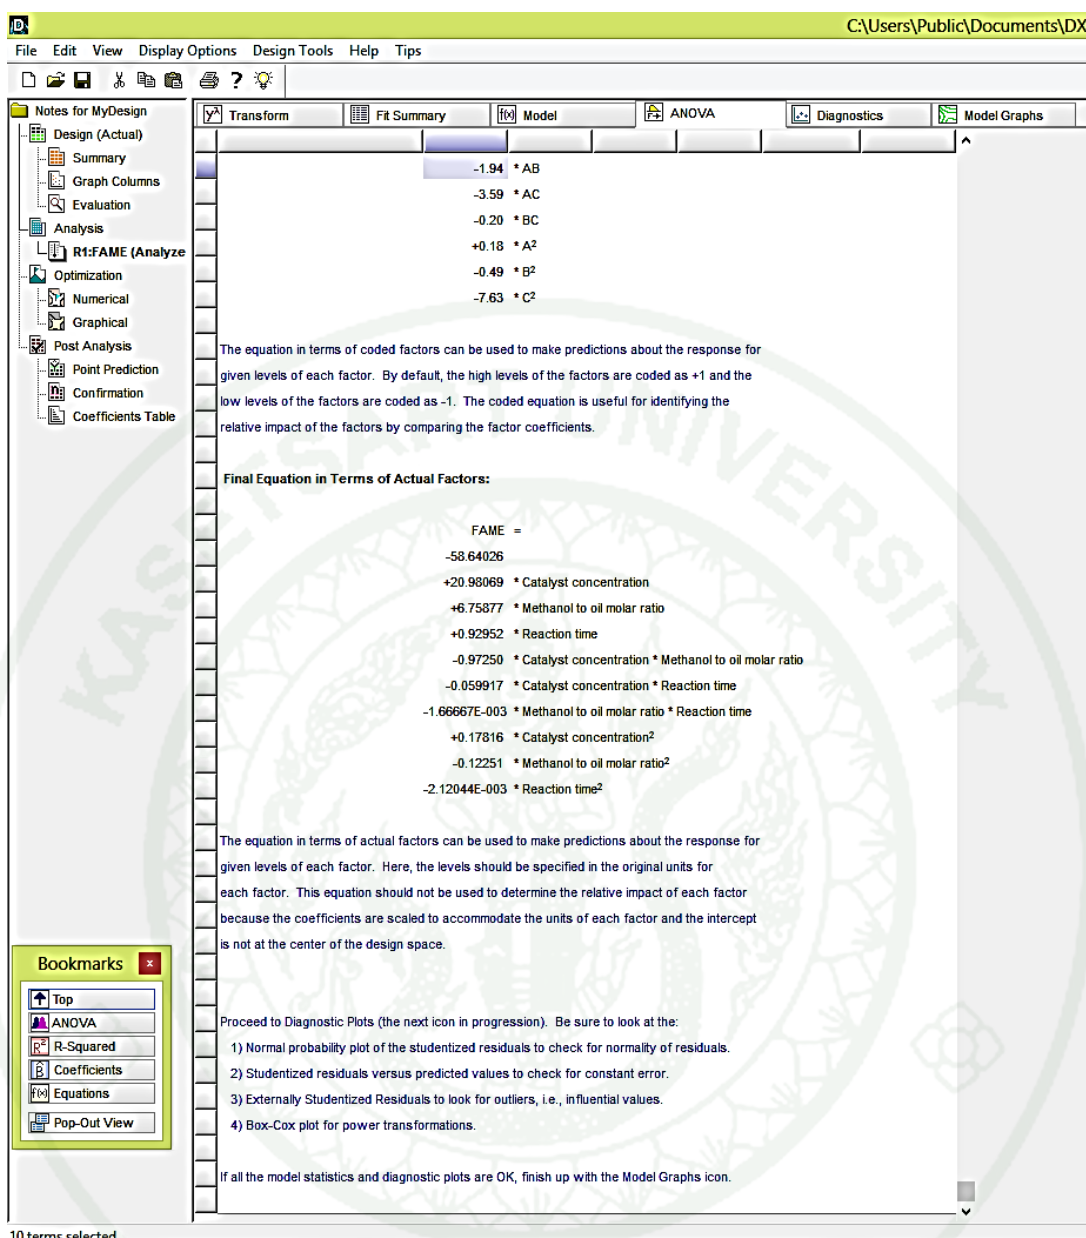 C:\Users\Public\Documents\DX
File Edit View Display Options Design Tools Help Tips
Notes for MyDesign
Design (Actual)
Summary
Graph Columns
Evaluation
Analysis
R1:FAME (Analyze
Optimization
Numerical
Graphical
Post Analysis
Point Prediction
Confirmation
Coefficients Table
Transform Fit Summary Model ANOVA Diagnostics Model Graphs
-1.94 * AB
-3.59 * AC
-0.20 * BC
+0.18 * A²
-0.49 * B²
-7.63 * C²
The equation in terms of coded factors can be used to make predictions about the response for
given levels of each factor. By default, the high levels of the factors are coded as +1 and the
low levels of the factors are coded as -1. The coded equation is useful for identifying the
relative impact of the factors by comparing the factor coefficients.
Final Equation in Terms of Actual Factors:
FAME =
-58.64026
+20.98069 * Catalyst concentration
+6.75877 * Methanol to oil molar ratio
+0.92952 * Reaction time
-0.97250 * Catalyst concentration * Methanol to oil molar ratio
-0.059917 * Catalyst concentration * Reaction time
-1.66667E-003 * Methanol to oil molar ratio * Reaction time
+0.17816 * Catalyst concentration²
-0.12251 * Methanol to oil molar ratio²
-2.12044E-003 * Reaction time²
The equation in terms of actual factors can be used to make predictions about the response for
given levels of each factor. Here, the levels should be specified in the original units for
each factor. This equation should not be used to determine the relative impact of each factor
because the coefficients are scaled to accommodate the units of each factor and the intercept
is not at the center of the design space.
Proceed to Diagnostic Plots (the next icon in progression). Be sure to look at the:
1) Normal probability plot of the studentized residuals to check for normality of residuals.
2) Studentized residuals versus predicted values to check for constant error.
3) Externally Studentized Residuals to look for outliers, i.e., influential values.
4) Box-Cox plot for power transformations.
If all the model statistics and diagnostic plots are OK, finish up with the Model Graphs icon.
Bookmarks
Top
ANOVA
R² R-Squared
β̂ Coefficients
f(x) Equations
Pop-Out View
10 terms selected
KASETSART UNIVERSITY